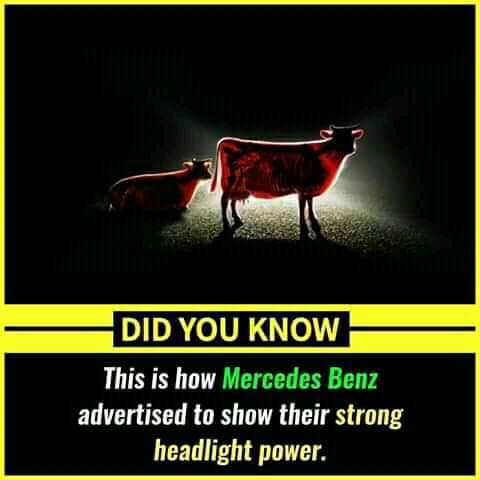 DID YOU KNOW
This is how Mercedes Benz
advertised to show their strong
headlight power.